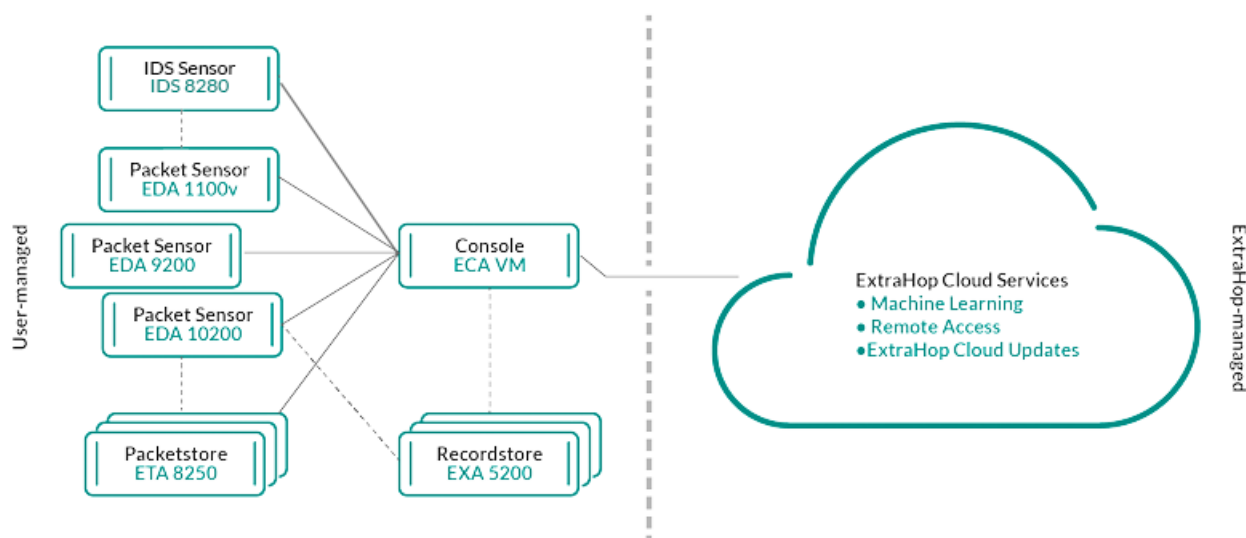 User-managed
IDS Sensor
IDS 8280
Packet Sensor
EDA 1100v
Packet Sensor
EDA 9200
Packet Sensor
EDA 10200
Packetstore
ETA 8250
Console
ECA VM
Recordstore
EXA 5200
ExtraHop Cloud Services
● Machine Learning
● Remote Access
●ExtraHop Cloud Updates
ExtraHop-managed